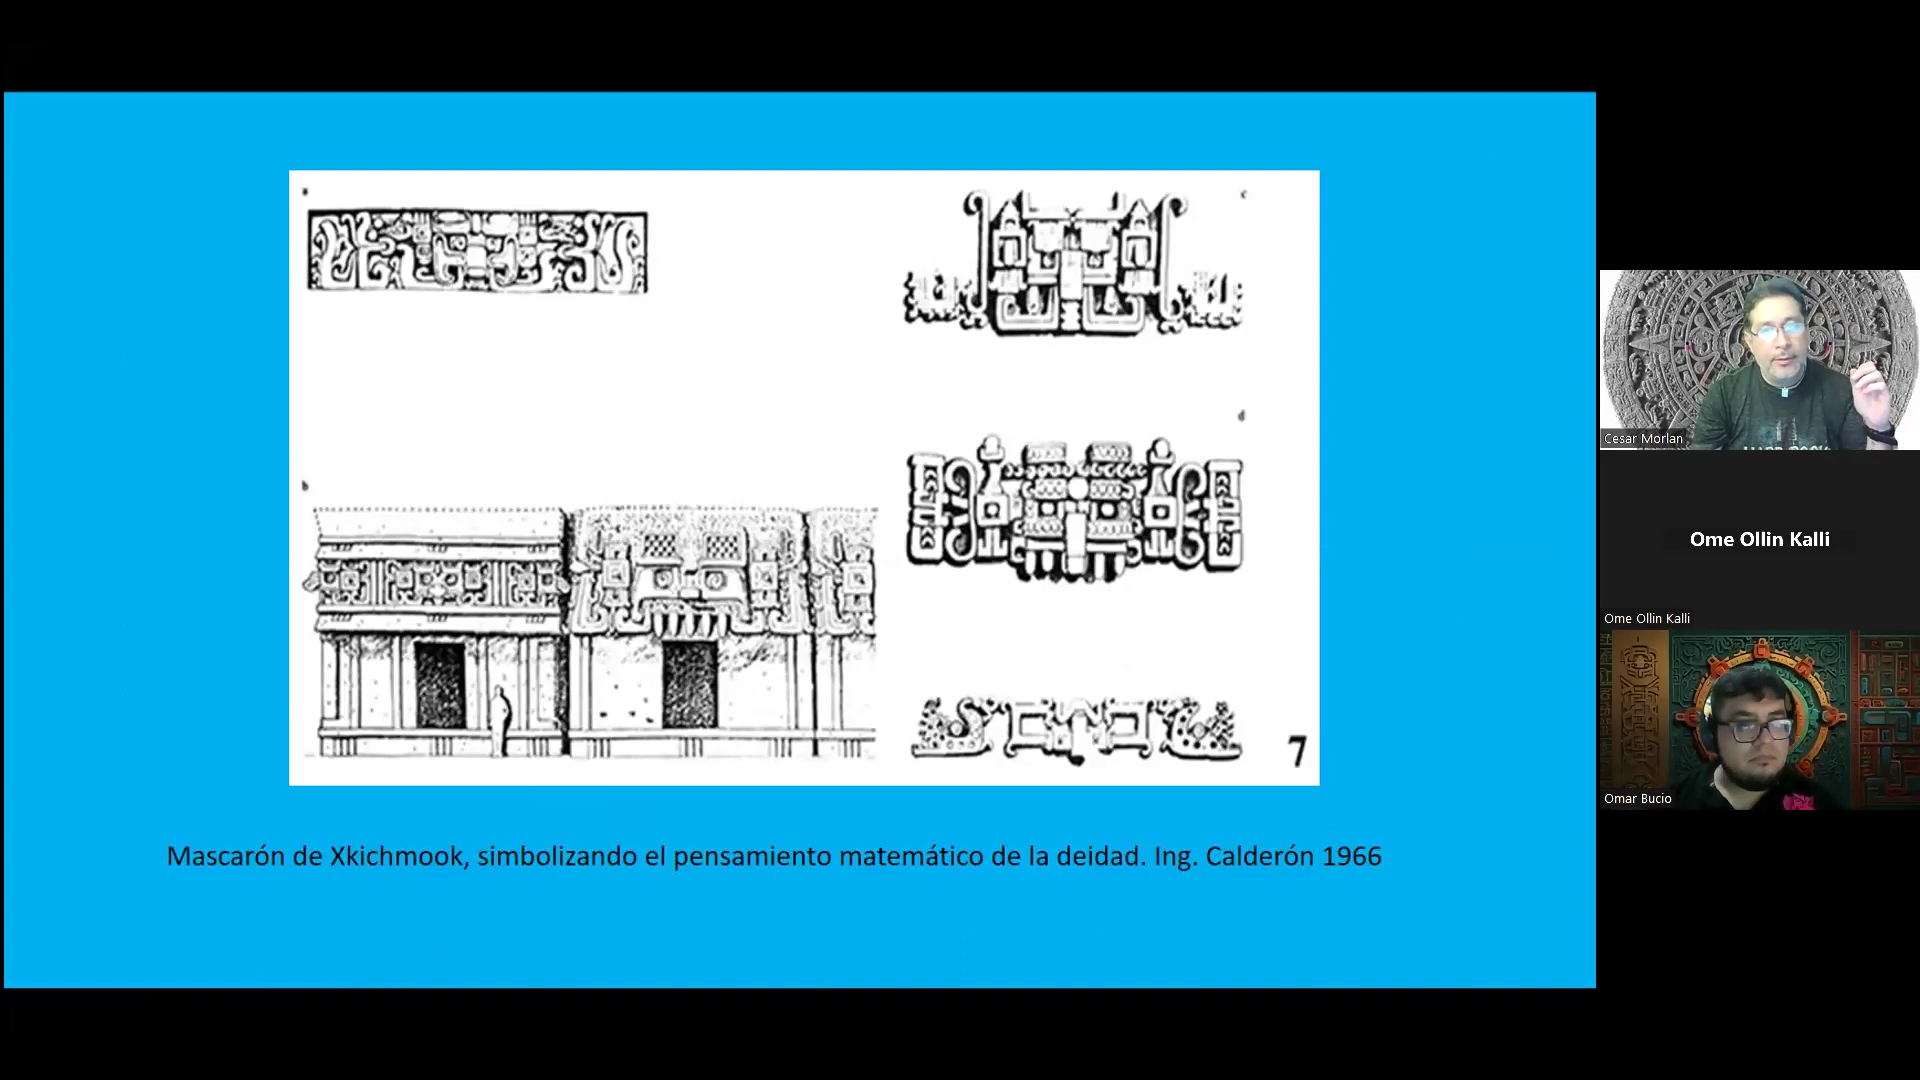 a
c
b
d
7
Mascarón de Xkichmook, simbolizando el pensamiento matemático de la deidad. Ing. Calderón 1966
Cesar Morlan
Ome Ollin Kalli
Ome Ollin Kalli
Omar Bucio